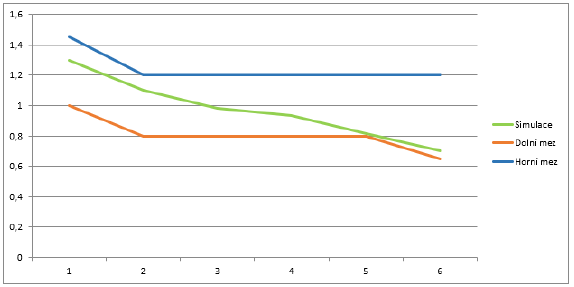 1,6
1,4
1,2
1
0,8
0,6
0,4
0,2
0
1 2 3 4 5 6
Simulace
Dolní mez
Horní mez